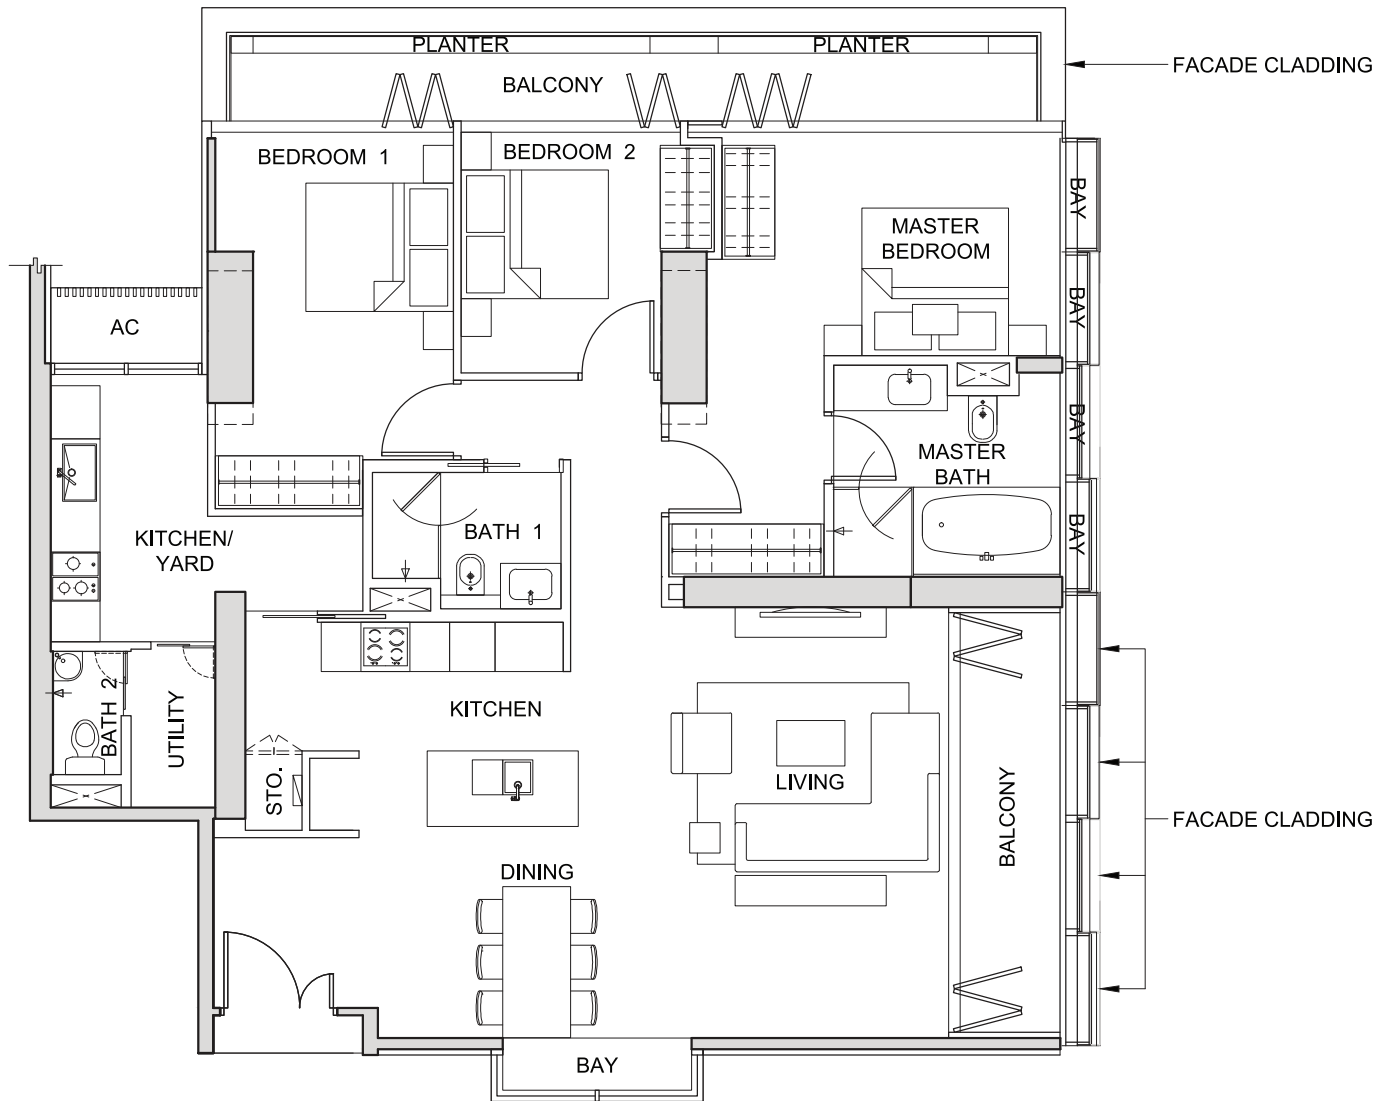 PLANTER
PLANTER
BALCONY
FACADE CLADDING
BEDROOM 1
BEDROOM 2
BAY
MASTER
BEDROOM
BAY
AC
BAY
MASTER
BATH
BAY
KITCHEN/
YARD
BATH 1
BATH 2
UTILITY
KITCHEN
STO.
LIVING
BALCONY
FACADE CLADDING
DINING
BAY